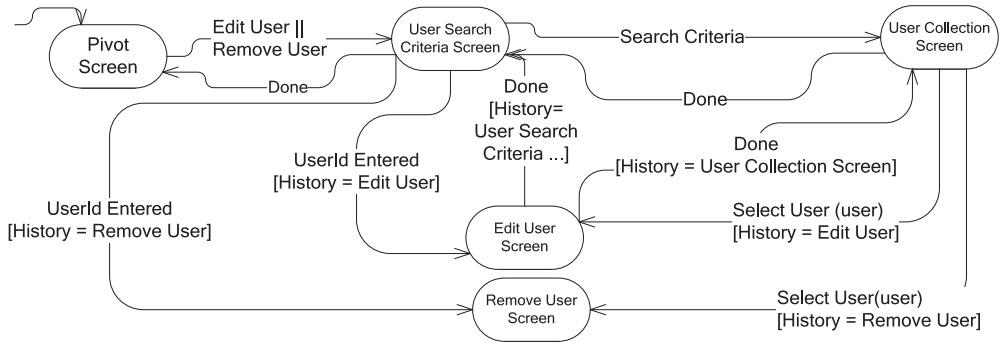 Pivot
Screen
Edit User ||
Remove User
Done
User Search
Criteria Screen
Search Criteria
User Collection
Screen
Done
Done
[History=
User Search
Criteria ...]
Done
[History = User Collection Screen]
UserId Entered
[History = Edit User]
UserId Entered
[History = Remove User]
Edit User
Screen
Select User (user)
[History = Edit User]
Remove User
Screen
Select User(user)
[History = Remove User]